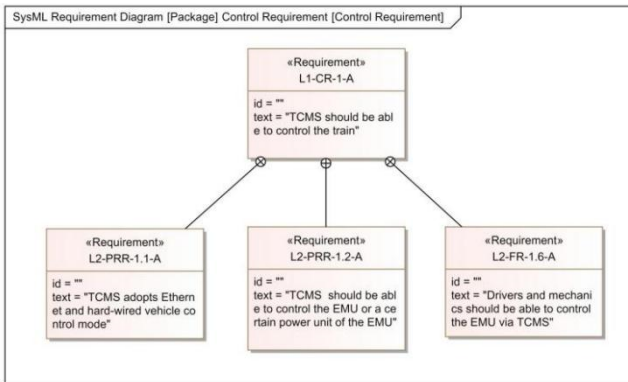 SysML Requirement Diagram [Package] Control Requirement [Control Requirement]
«Requirement»
L1-CR-1-A
id = ""
text = "TCMS should be abl
e to control the train"
«Requirement»
L2-PRR-1.1-A
id = ""
text = "TCMS adopts Ethern
et and hard-wired vehicle co
ntrol mode"
«Requirement»
L2-PRR-1.2-A
id = ""
text = "TCMS  should be abl
e to control the EMU or a ce
rtain power unit of the EMU"
«Requirement»
L2-FR-1.6-A
id = ""
text = "Drivers and mechani
cs should be able to control
the EMU via TCMS"